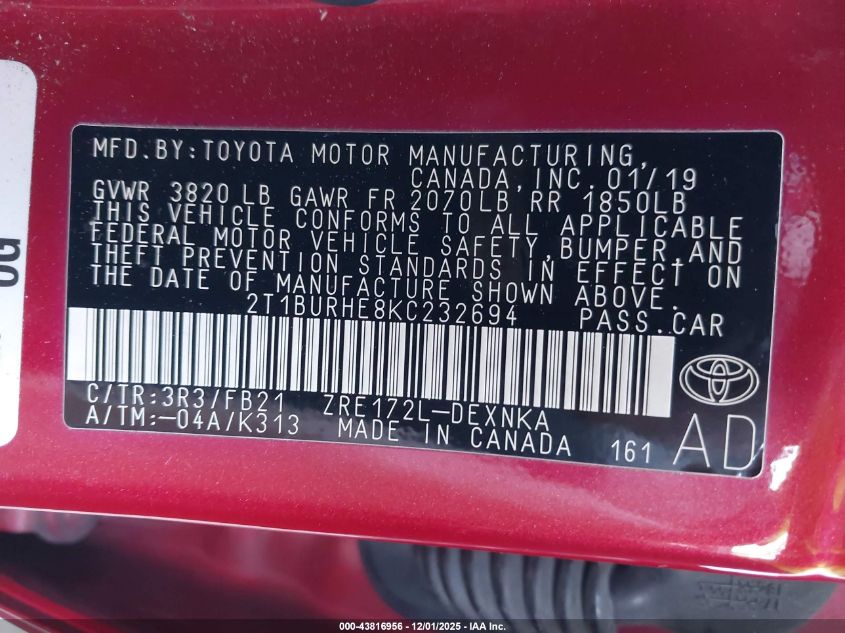 MFD.BY:TOYOTA MOTOR MANUFACTURING,
CANADA, INC. 01/19
GVWR 3820 LB GAWR FR 2070LB RR 1850LB
THIS VEHICLE CONFORMS TO ALL APPLICABLE
FEDERAL MOTOR VEHICLE SAFETY, BUMPER, AND
THEFT PREVENTION STANDARDS IN EFFECT ON
THE DATE OF MANUFACTURE SHOWN ABOVE.
2T1BURHE8KC232694 PASS.CAR
C/TR:3R3/FB21 ZRE172L-DEXNKA
A/TM:-04A/K313 MADE IN CANADA 161
AD
000-43816956 - 12/01/2025 - IAA Inc.